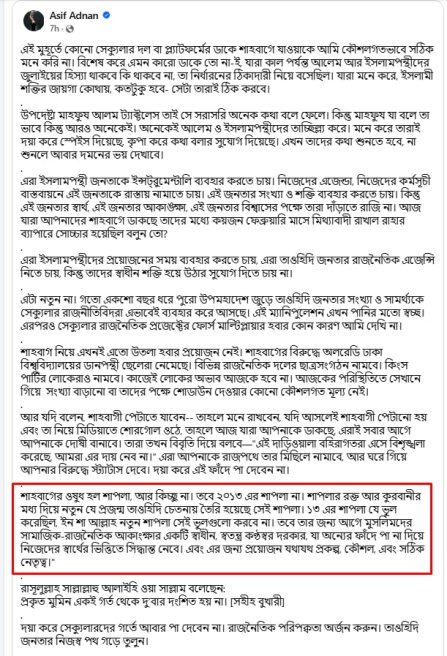 Asif Adnan
7h ·
এই মুহূর্তে কোনো সেক্যুলার দল বা প্ল্যাটফর্মের ডাকে শাহবাগে যাওয়াকে আমি কৌশলগতভাবে সঠিক
মনে করি না। বিশেষ করে এমন কারো ডাকে তো না-ই, যারা কাল পর্যন্ত আলেম আর ইসলামপন্থীদের
জুলাইয়ের হিস্যা থাকবে কি থাকবে না, তা নির্ধারনের ঠিকাদারী নিয়ে বসেছিল। যারা মনে করে, ইসলামী
শক্তির জায়গা কোথায়, কতটুকু হবে- সেটা তারাই ঠিক করবে।
.
উপদেষ্টা মাহফুয আলম ট্যাক্টলেস তাই সে সরাসরি অনেক কথা বলে ফেলে। কিন্তু মাহফুয যা বলে তা
ভাবে কিন্তু আরও অনেকেই। অনেকেই আলেম ও ইসলামপন্থীদের তাচ্ছিল্য করে। মনে করে তারাই
দয়া করে স্পেইস দিয়েছে, কৃপা করে কথা বলার সুযোগ দিয়েছে। এখন তাদের কথা শুনতে হবে, না
শুনলে আবার দমনের ভয় দেখাবে।
.
এরা ইসলামপন্থী জনতাকে ইন্সট্রুমেন্টালি ব্যবহার করতে চায়। নিজেদের এজেন্ডা, নিজেদের কর্মসূচী
বাস্তবায়নে এই জনতাকে রাস্তায় নামাতে চায়। এই জনতার সংখ্যা ও শক্তি ব্যবহার করতে চায়। কিন্তু
এই জনতার স্বার্থ, এই জনতার আকাঙ্ক্ষা, এই জনতার বিশ্বাসের পক্ষে তারা দাঁড়াতে রাজি না। আজ
যারা আপনাদের শাহবাগে ডাকছে তাদের মধ্যে কয়জন ফেব্রুয়ারি মাসে মিথ্যাবাদী রাখাল রাহার
ব্যাপারে সোচ্চার হয়েছিল বলুন তো?
.
এরা ইসলামপন্থীদের প্রয়োজনের সময় ব্যবহার করতে চায়, এরা তাওহিদি জনতার রাজনৈতিক এজেন্সি
নিতে চায়, কিন্তু তাদের স্বাধীন শক্তি হয়ে উঠার সুযোগ দিতে চায় না।
.
এটা নতুন না। গতো একশো বছর ধরে পুরো উপমহাদেশ জুড়ে তাওহিদি জনতার সংখ্যা ও সামর্থ্যকে
সেক্যুলার রাজনীতিবিদরা এভাবেই ব্যবহার করে আসছে। এই ম্যানিপুলেশন এখন পানির মতো স্বচ্ছ।
এরপরও সেক্যুলার রাজনৈতিক প্রজেক্টের ফোর্স মাল্টিপ্লায়ার হবার কোন কারণ আমি দেখি না।
.
শাহবাগ নিয়ে এখনই এতো উতলা হবার প্রয়োজন নেই। শাহবাগের বিরুদ্ধে অলরেডি ঢাকা
বিশ্ববিদ্যালয়ের ডানপন্থী ছেলেরা নেমেছে। বিভিন্ন রাজনৈতিক দলের ছাত্রসংগঠন নামবে। কিংস
পার্টির লোকেরাও নামবে। কাজেই লোকের অভাব আজকে হবে না। আজকের পরিস্থিতিতে সেখানে
গিয়ে সংখ্যা বাড়ানো বা তাদের পক্ষে শোডাউন দেওয়ার কোনো কৌশলগত মূল্য নেই।
.
আর যদি বলেন, শাহবাগী পেটাতে যাবেন-- তাহলে মনে রাখবেন, যদি আসলেই শাহবাগী পেটানো হয়
এবং তা নিয়ে মিডিয়াতে শোরগোল ওঠে, তাহলে আজ যারা আপনাকে ডাকছে, এরাই সবার আগে
আপনাকে দোষী বানাবে। তারা তখন বিবৃতি দিয়ে বলবে—“এই দাড়িওয়ালা বহিরাগতরা এসে বিশৃঙ্খলা
করেছে, আমরা এর দায় নেব না।” এরা আপনাকে রাজপথে তার মিছিলে নামাবে, আর ঘরে গিয়ে
আপনার বিরুদ্ধে স্ট্যাটাস দেবে। দয়া করে এই ফাঁদে পা দেবেন না।
.
শাহবাগের ওষুধ হল শাপলা, আর কিচ্ছু না। তবে ২০১৩ এর শাপলা না। শাপলার রক্ত আর কুরবানীর
মধ্য দিয়ে নতুন যে প্রজন্ম তাওহিদি চেতনায় তৈরি হয়েছে সেই শাপলা। ১৩ এর শাপলা যে ভুল
করেছিল, ইন শা আল্লাহ নতুন শাপলা সেই ভুলগুলো করবে না। তবে তার জন্য আগে মুসলিমদের
সামাজিক-রাজনৈতিক আকাংক্ষার একটি স্বাধীন, স্বতন্ত্র কণ্ঠস্বর দরকার, যা অন্যের ফাঁদে পা না দিয়ে
নিজেদের স্বার্থের ভিত্তিতে সিদ্ধান্ত নেবে। এবং এর জন্য প্রয়োজন যথাযথ প্রকল্প, কৌশল, এবং সঠিক
নেতৃত্ব।"
.
রাসূলুল্লাহ সাল্লাল্লাহু আলাইহি ওয়া সাল্লাম বলেছেন:
প্রকৃত মুমিন একই গর্ত থেকে দু'বার দংশিত হয় না। [সহীহ বুখারী]
.
দয়া করে সেক্যুলারদের গর্তে আবার পা দেবেন না। রাজনৈতিক পরিপক্কতা অর্জন করুন। তাওহিদি
জনতার নিজস্ব পথ গড়ে তুলুন।